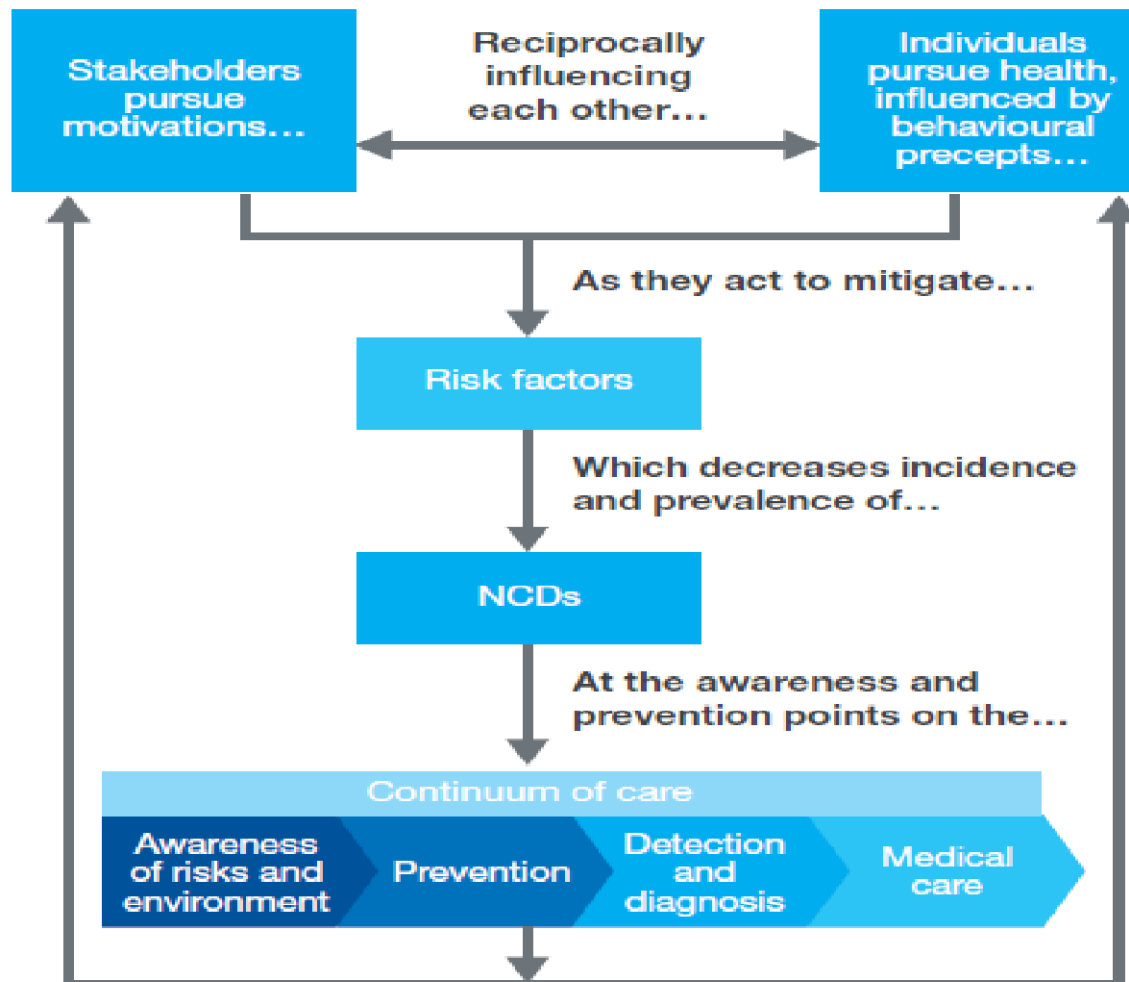 Stakeholders
pursue
motivations...
Reciprocally
influencing
each other...
Individuals
pursue health,
influenced by
behavioural
precepts...
As they act to mitigate...
Risk factors
Which decreases incidence
and prevalence of...
NCDs
At the awareness and
prevention points on the...
Continuum of care
Awareness
of risks and
environment
Prevention
Detection
and
diagnosis
Medical
care